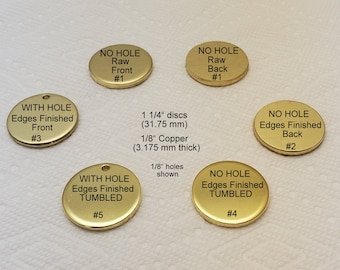 NO HOLE
Raw
Front
#1
NO HOLE
Raw
Back
#1
WITH HOLE
Edges Finished
Front
#3
1 1/4" discs
(31.75 mm)
1/8" Copper
(3.175 mm thick)
1/8" holes
shown
NO HOLE
Edges Finished
Back
#2
WITH HOLE
Edges Finished
TUMBLED
#5
NO HOLE
Edges Finished
TUMBLED
#4